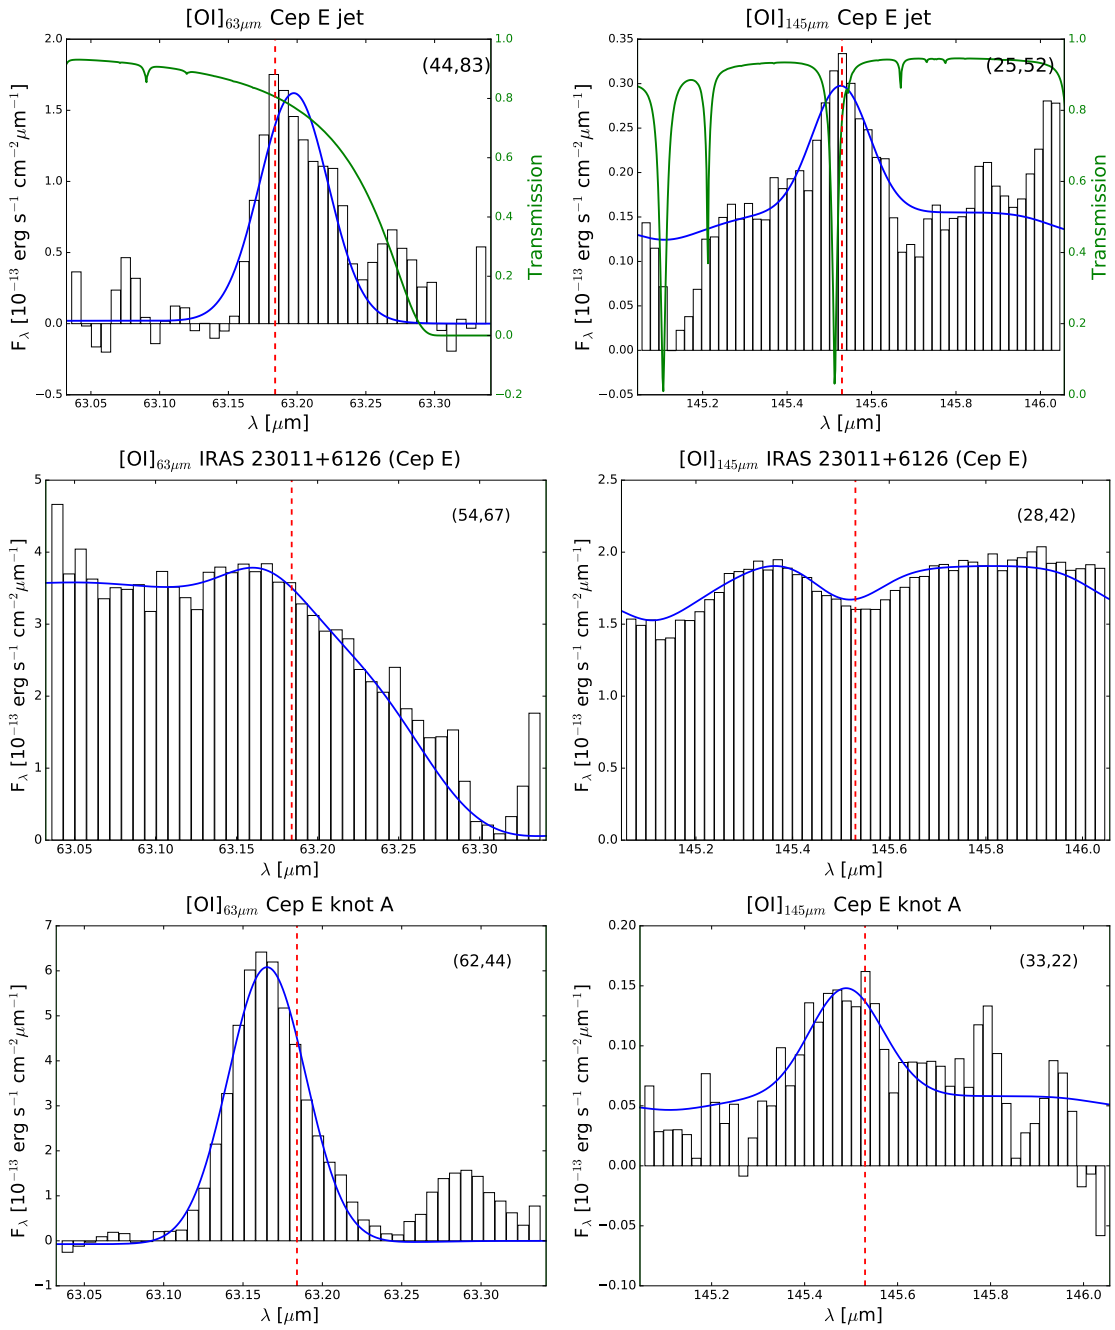 [OI]63μm Cep E jet
(44,83)
2.0
1.5
1.0
0.5
0.0
−0.5
1.0
0.8
0.6
0.4
0.2
0.0
−0.2
63.05 63.10 63.15 63.20 63.25 63.30
Fλ [10−13 erg s−1 cm−2μm−1]
Transmission
λ [μm]
[OI]145μm Cep E jet
(25,52)
0.35
0.30
0.25
0.20
0.15
0.10
0.05
0.00
−0.05
1.0
0.8
0.6
0.4
0.2
0.0
145.2 145.4 145.6 145.8 146.0
Fλ [10−13 erg s−1 cm−2μm−1]
Transmission
λ [μm]
[OI]63μm IRAS 23011+6126 (Cep E)
(54,67)
5
4
3
2
1
0
63.05 63.10 63.15 63.20 63.25 63.30
Fλ [10−13 erg s−1 cm−2μm−1]
λ [μm]
[OI]145μm IRAS 23011+6126 (Cep E)
(28,42)
2.5
2.0
1.5
1.0
0.5
0.0
145.2 145.4 145.6 145.8 146.0
Fλ [10−13 erg s−1 cm−2μm−1]
λ [μm]
[OI]63μm Cep E knot A
(62,44)
7
6
5
4
3
2
1
0
−1
63.05 63.10 63.15 63.20 63.25 63.30
Fλ [10−13 erg s−1 cm−2μm−1]
λ [μm]
[OI]145μm Cep E knot A
(33,22)
0.20
0.15
0.10
0.05
0.00
−0.05
−0.10
145.2 145.4 145.6 145.8 146.0
Fλ [10−13 erg s−1 cm−2μm−1]
λ [μm]